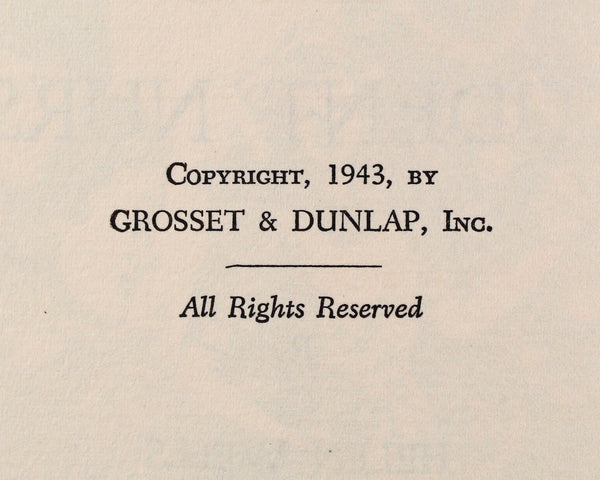 Copyright, 1943, by
GROSSET & DUNLAP, Inc.
All Rights Reserved